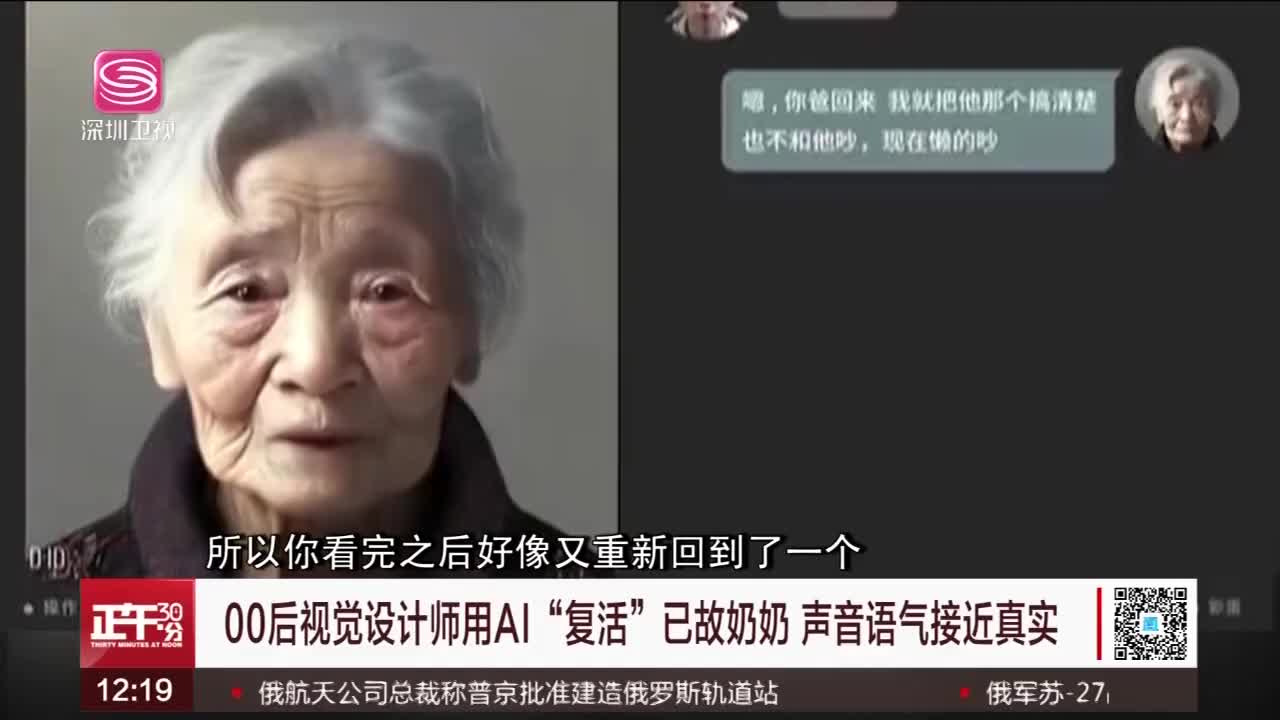 深圳卫视
嗯，你爸回来 我就把他那个搞清楚
也不和他吵，现在懒的吵
D-ID
所以你看完之后好像又重新回到了一个
操作
彩蛋
正午30分
THIRTY MINUTES AT NOON
00后视觉设计师用AI“复活”已故奶奶 声音语气接近真实
12:19
• 俄航天公司总裁称普京批准建造俄罗斯轨道站
• 俄军苏-27